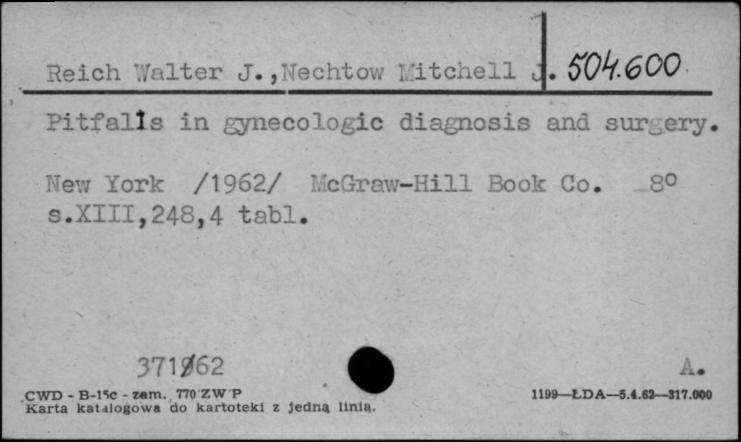 Reich Walter J.,Nechtow Mitchell J. 504.600
Pitfalls in gynecologic diagnosis and surgery.
New York /1962/ McGraw-Hill Book Co. 8°
s.XIII,248,4 tabl.
A.
CWD - B-15c - zam. 770 ZW P
1199—ŁDA—5.4.62—317.000
Karta katalogowa do kartoteki z jedną linią.